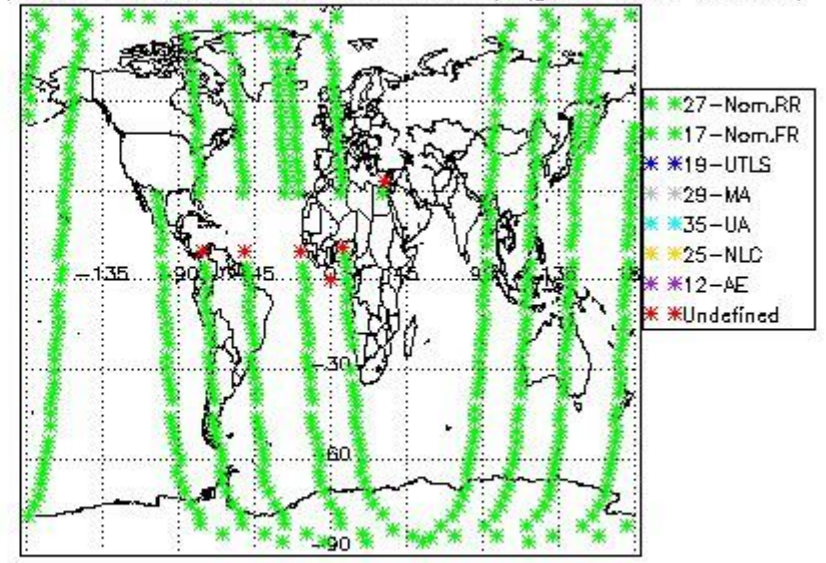 -135
-90
-45
0
45
90
-30
-60
-90
27-Nom.RR
17-Nom.FR
19-UTLS
29-MA
35-UA
25-NLC
12-AE
Undefined